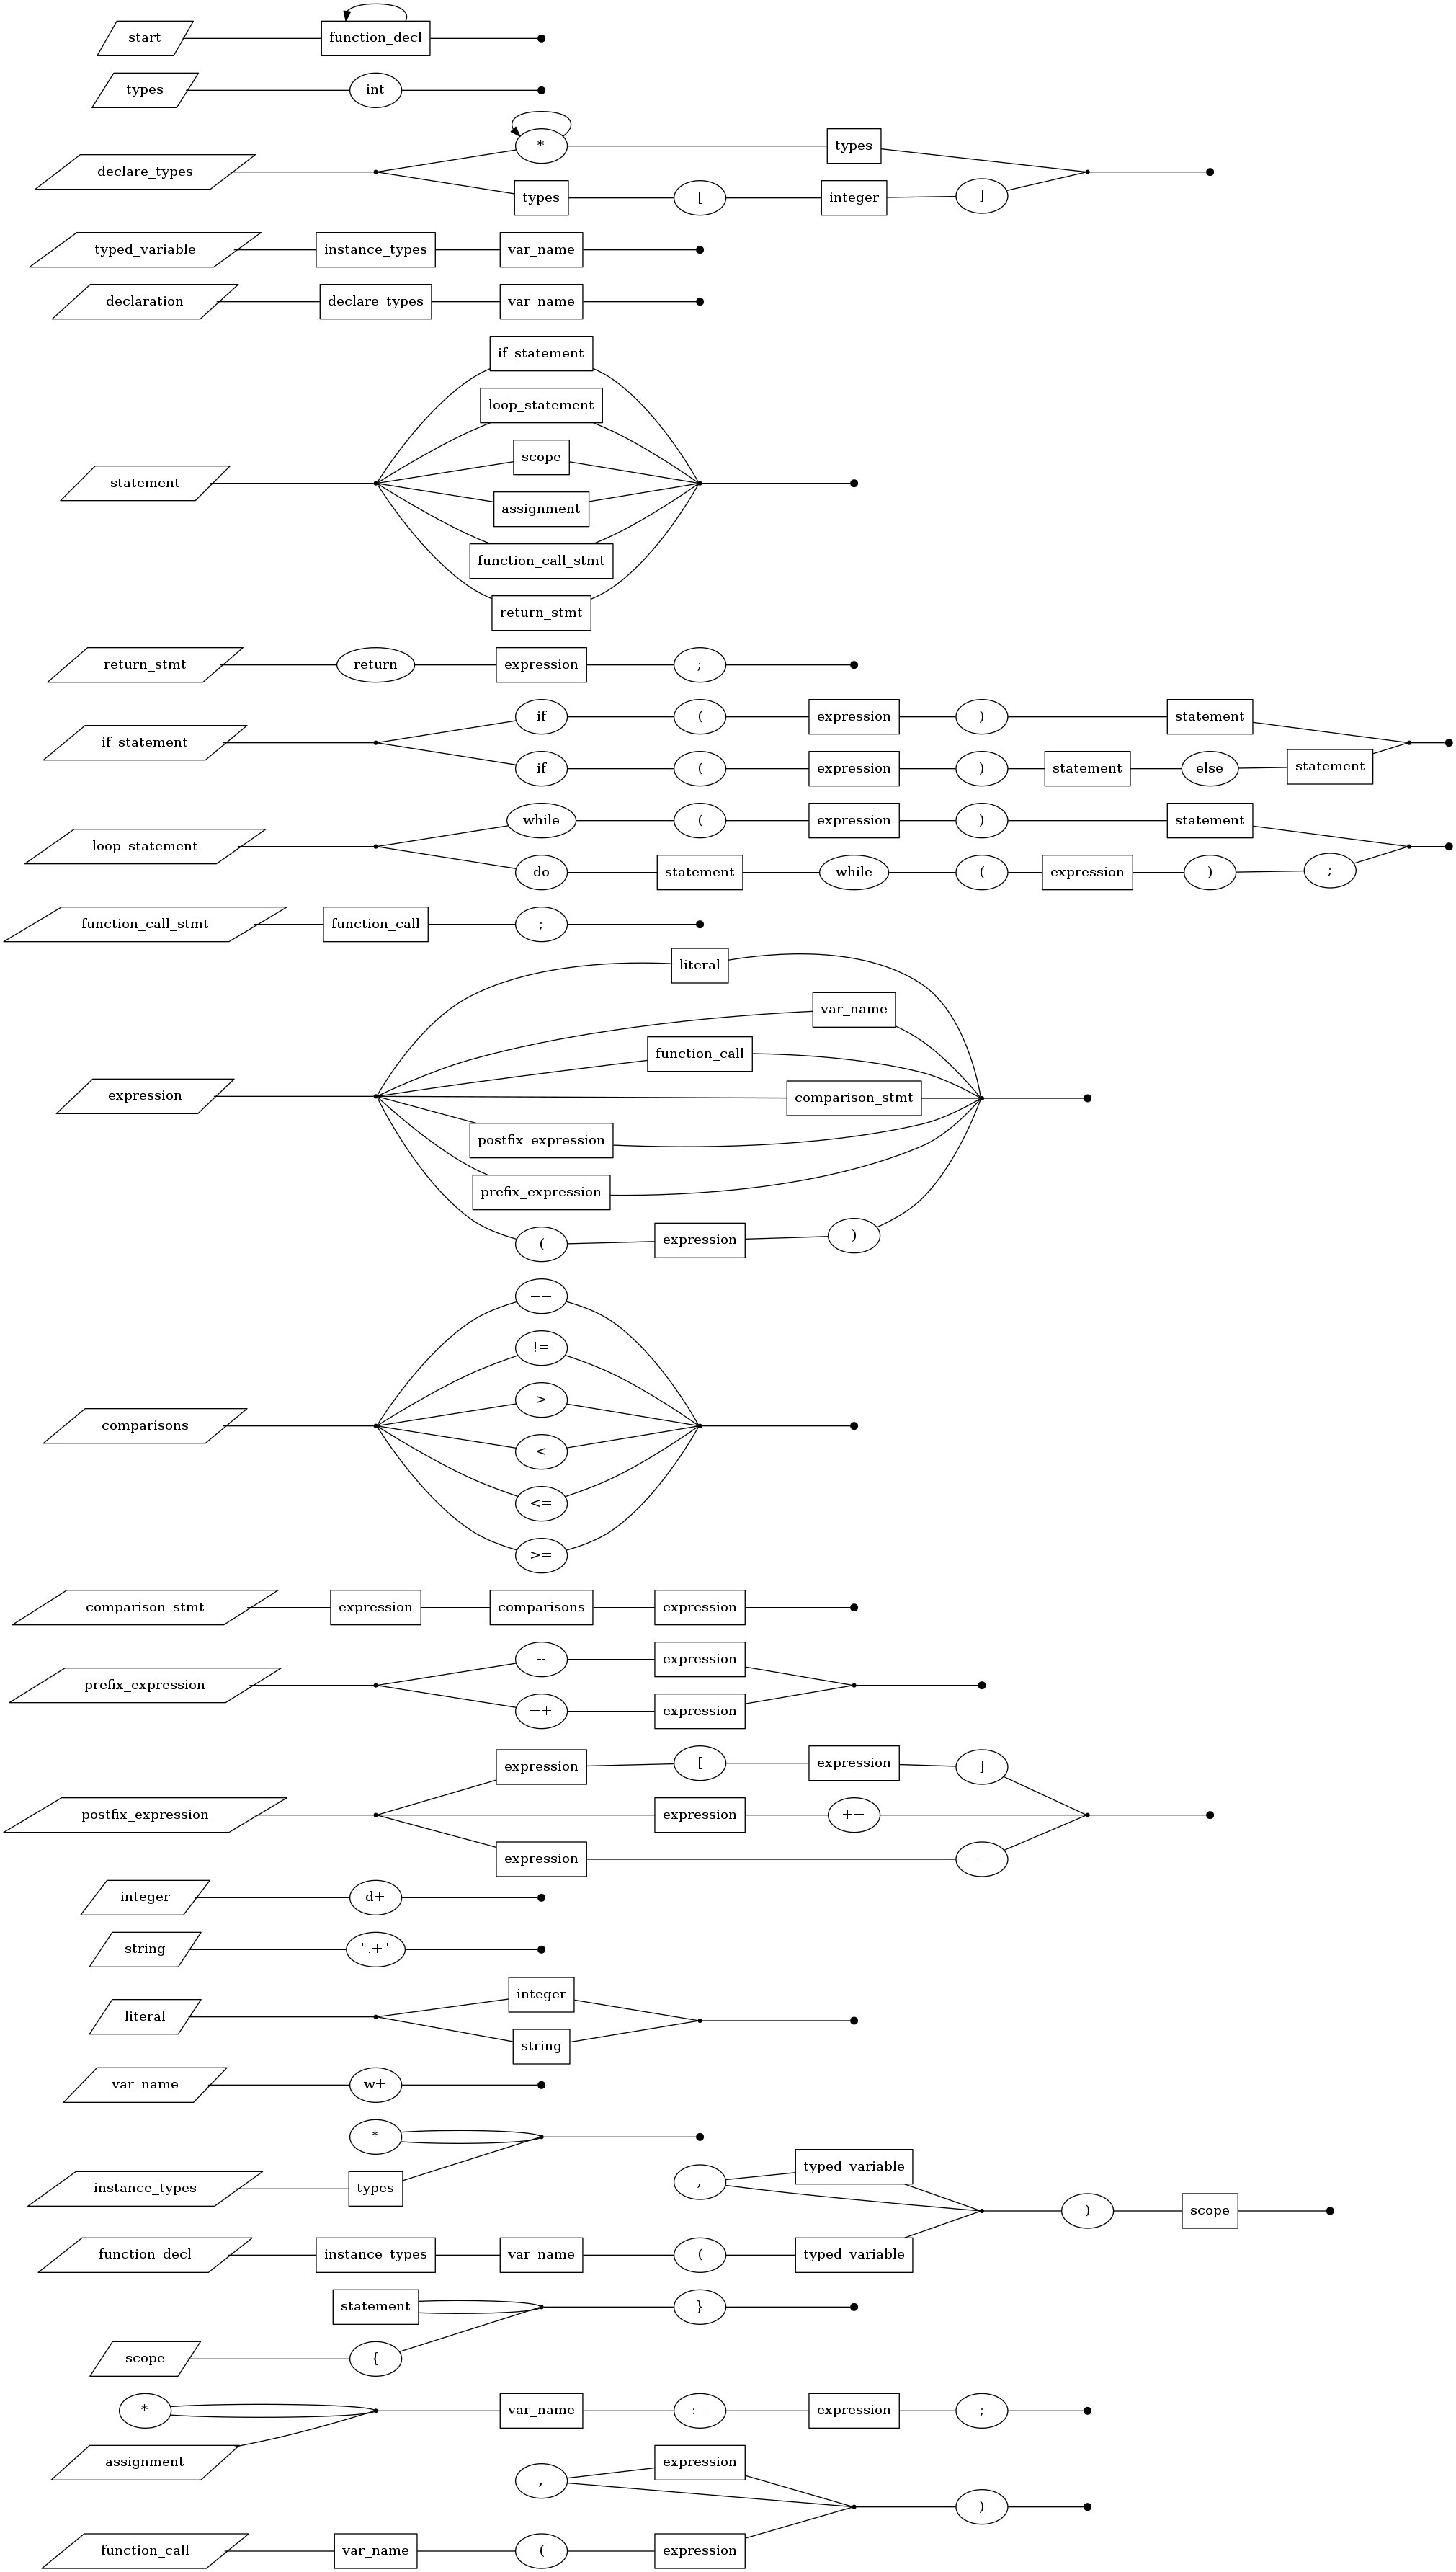 start function_decl
types int
*
declare_types types
types [ integer ]
typed_variable instance_types var_name
declaration declare_types var_name
if_statement
loop_statement
scope
statement
assignment
function_call_stmt
return_stmt
return_stmt return expression ;
if ( expression ) statement
if_statement
if ( expression ) statement else statement
while ( expression ) statement
loop_statement
do statement while ( expression ) ;
function_call_stmt function_call ;
literal
var_name
function_call
expression comparison_stmt
postfix_expression
prefix_expression
( expression )
==
!=
>
comparisons
<
<=
>=
comparison_stmt expression comparisons expression
-- expression
prefix_expression
++ expression
expression [ expression ]
postfix_expression expression ++
expression --
integer d+
string ".+"
integer
literal
string
var_name w+
*
instance_types types
, typed_variable
) scope
function_decl instance_types var_name ( typed_variable
statement }
scope {
* var_name := expression ;
assignment
, expression
)
function_call var_name ( expression